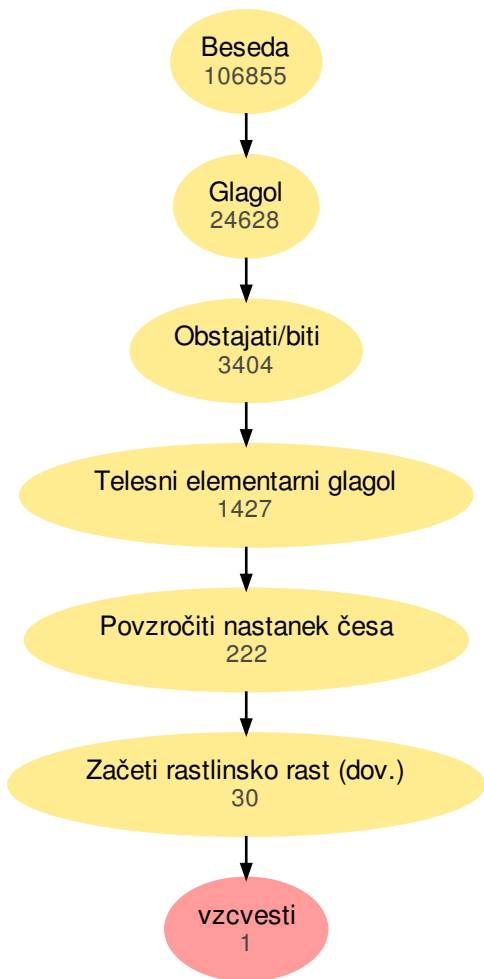 Beseda
106855
Glagol
24628
Obstajati/biti
3404
Telesni elementarni glagol
1427
Povzročiti nastanek česa
222
Začeti rastlinsko rast (dov.)
30
vzcvesti
1